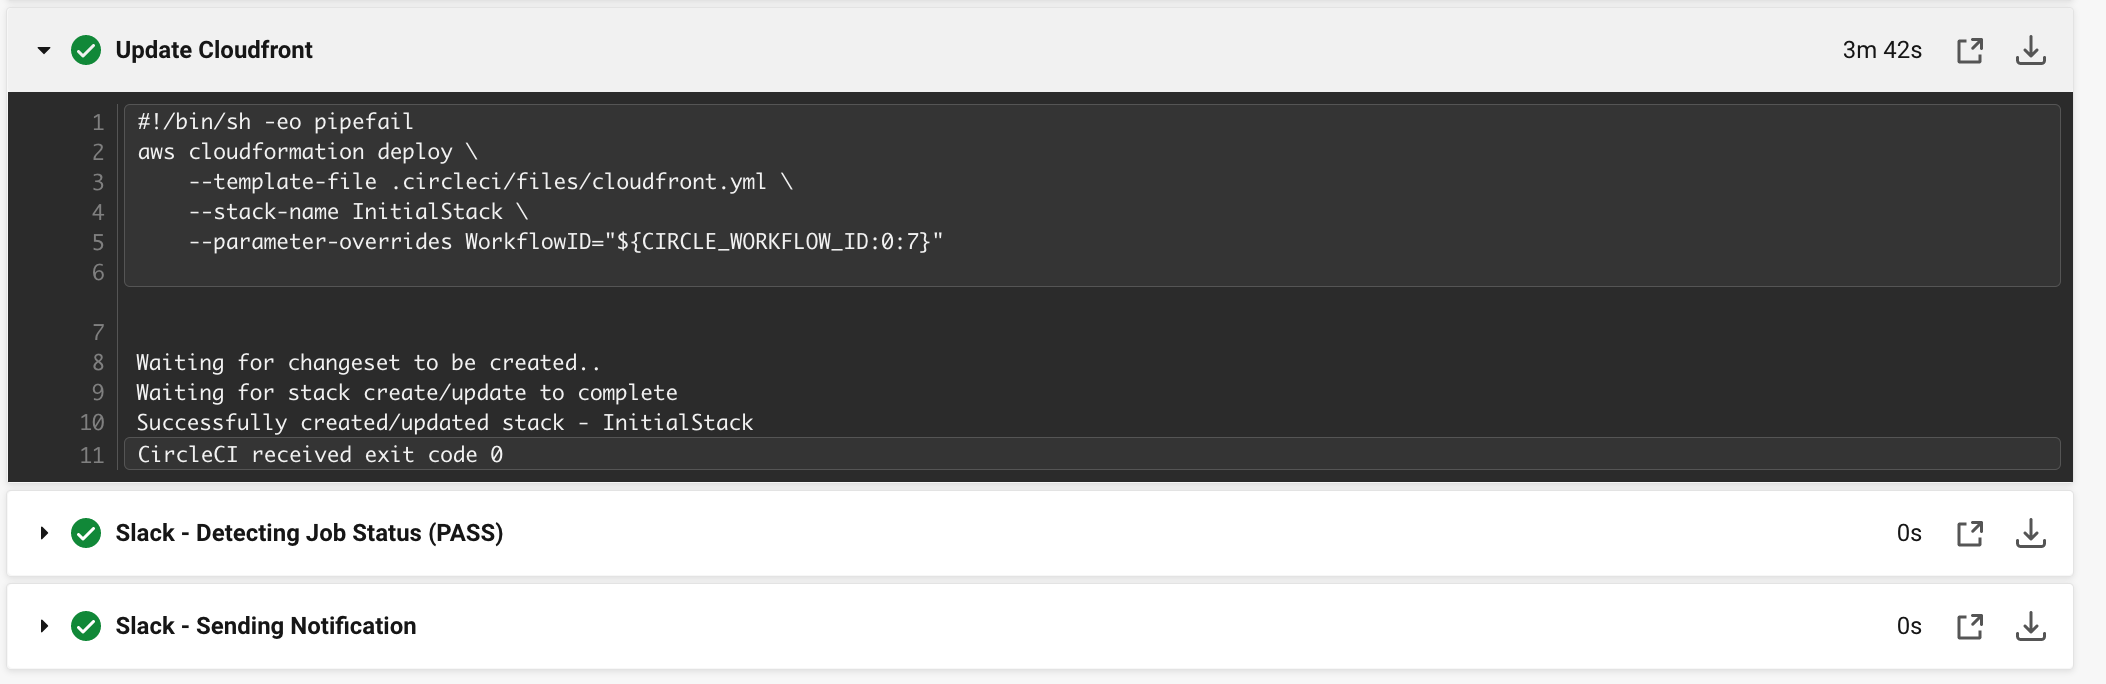 Update Cloudfront 3m 42s
1 #!/bin/sh -eo pipefail
2 aws cloudformation deploy \
3     --template-file .circleci/files/cloudfront.yml \
4     --stack-name InitialStack \
5     --parameter-overrides WorkflowID="${CIRCLE_WORKFLOW_ID:0:7}"
6
7
8 Waiting for changeset to be created..
9 Waiting for stack create/update to complete
10 Successfully created/updated stack - InitialStack
11 CircleCI received exit code 0
Slack - Detecting Job Status (PASS) 0s
Slack - Sending Notification 0s